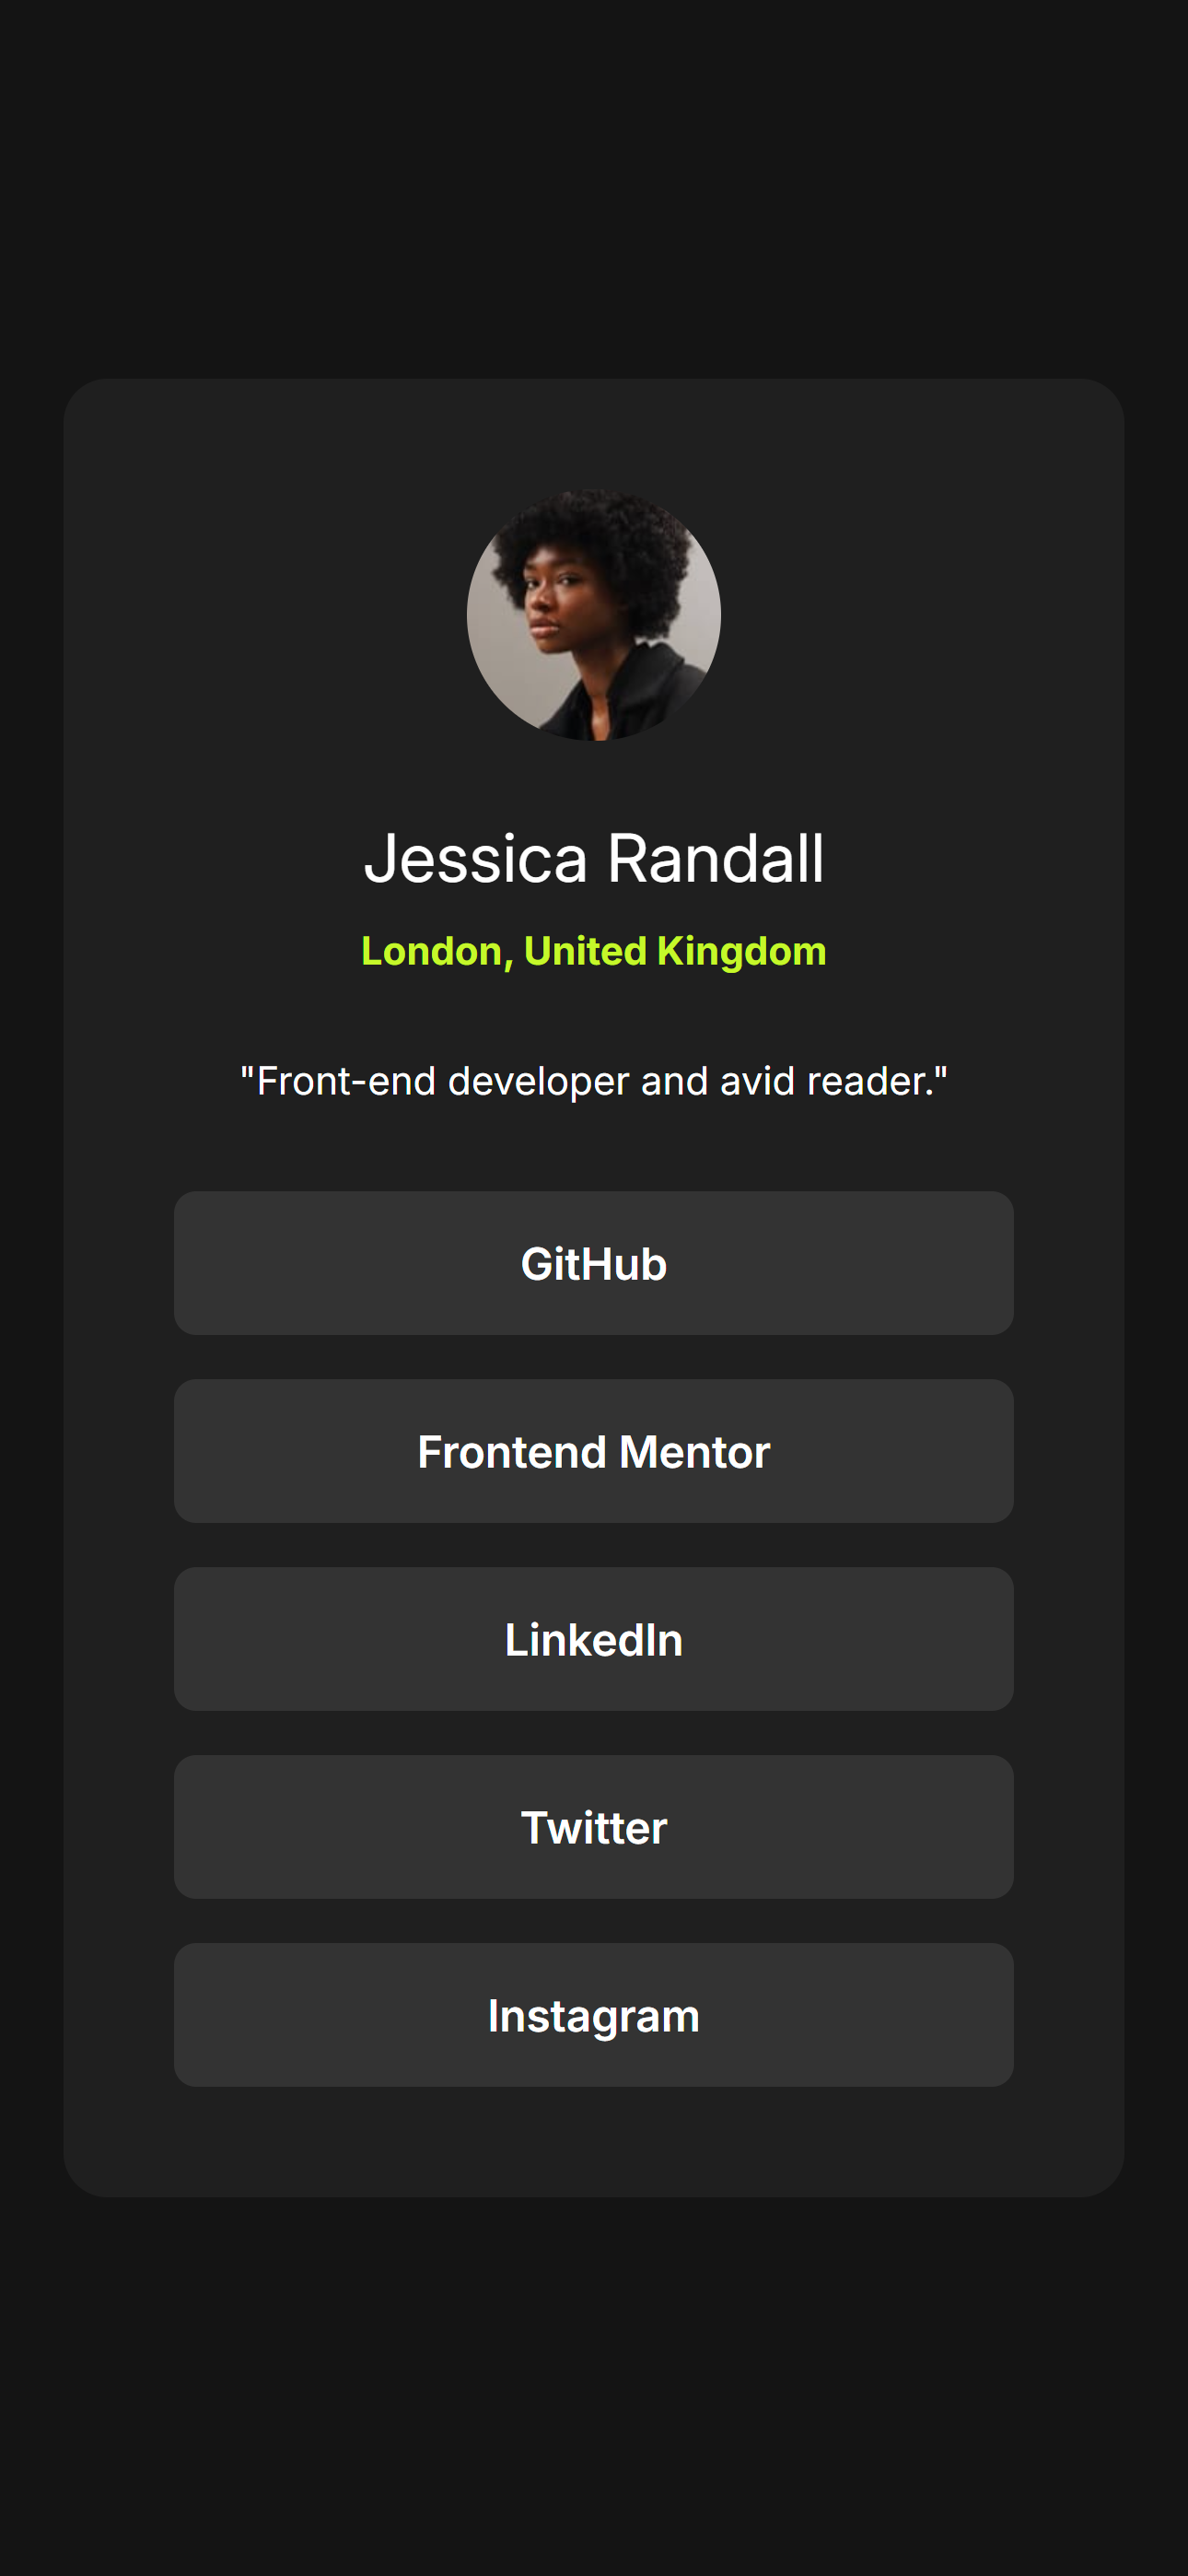 Jessica Randall
London, United Kingdom
"Front-end developer and avid reader."
GitHub
Frontend Mentor
LinkedIn
Twitter
Instagram